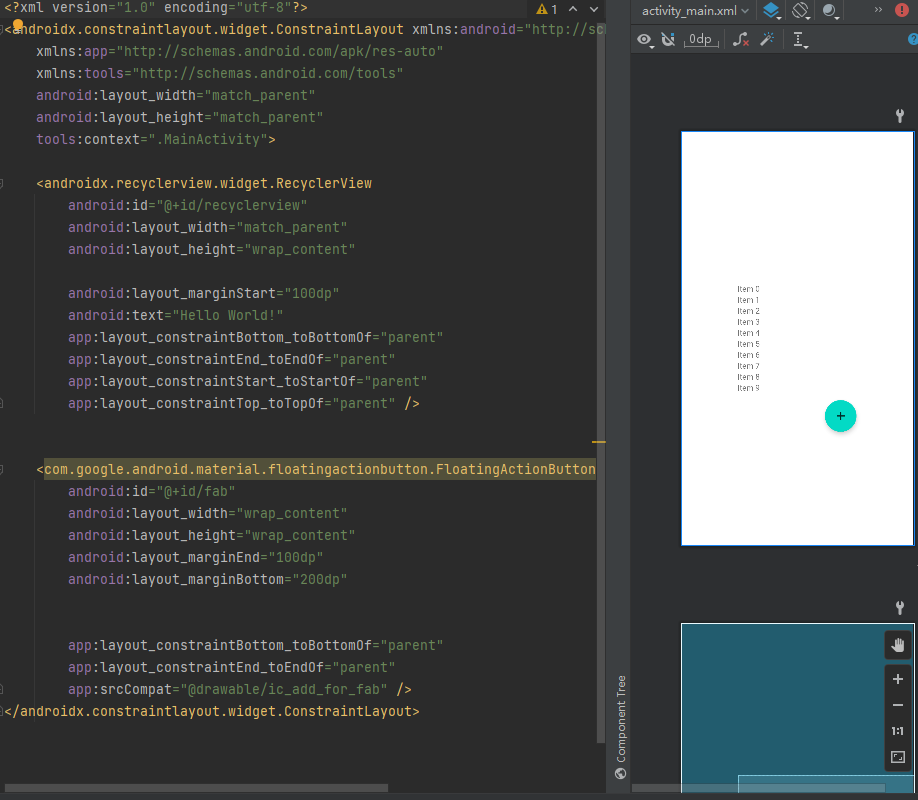 <?xml version="1.0" encoding="utf-8"?>
1
<androidx.constraintlayout.widget.ConstraintLayout xmlns:android="http://sc
xmlns:app="http://schemas.android.com/apk/res-auto"
xmlns:tools="http://schemas.android.com/tools"
android:layout_width="match_parent"
android:layout_height="match_parent"
tools:context=".MainActivity">
<androidx.recyclerview.widget.RecyclerView
android:id="@+id/recyclerview"
android:layout_width="match_parent"
android:layout_height="wrap_content"
android:layout_marginStart="100dp"
android:text="Hello World!"
app:layout_constraintBottom_toBottomOf="parent"
app:layout_constraintEnd_toEndOf="parent"
app:layout_constraintStart_toStartOf="parent"
app:layout_constraintTop_toTopOf="parent" />
<com.google.android.material.floatingactionbutton.FloatingActionButton
android:id="@+id/fab"
android:layout_width="wrap_content"
android:layout_height="wrap_content"
android:layout_marginEnd="100dp"
android:layout_marginBottom="200dp"
app:layout_constraintBottom_toBottomOf="parent"
app:layout_constraintEnd_toEndOf="parent"
app:srcCompat="@drawable/ic_add_for_fab" />
</androidx.constraintlayout.widget.ConstraintLayout>
activity_main.xml
0dp
Item 0
Item 1
Item 2
Item 3
Item 4
Item 5
Item 6
Item 7
Item 8
Item 9
+
Component Tree
1:1